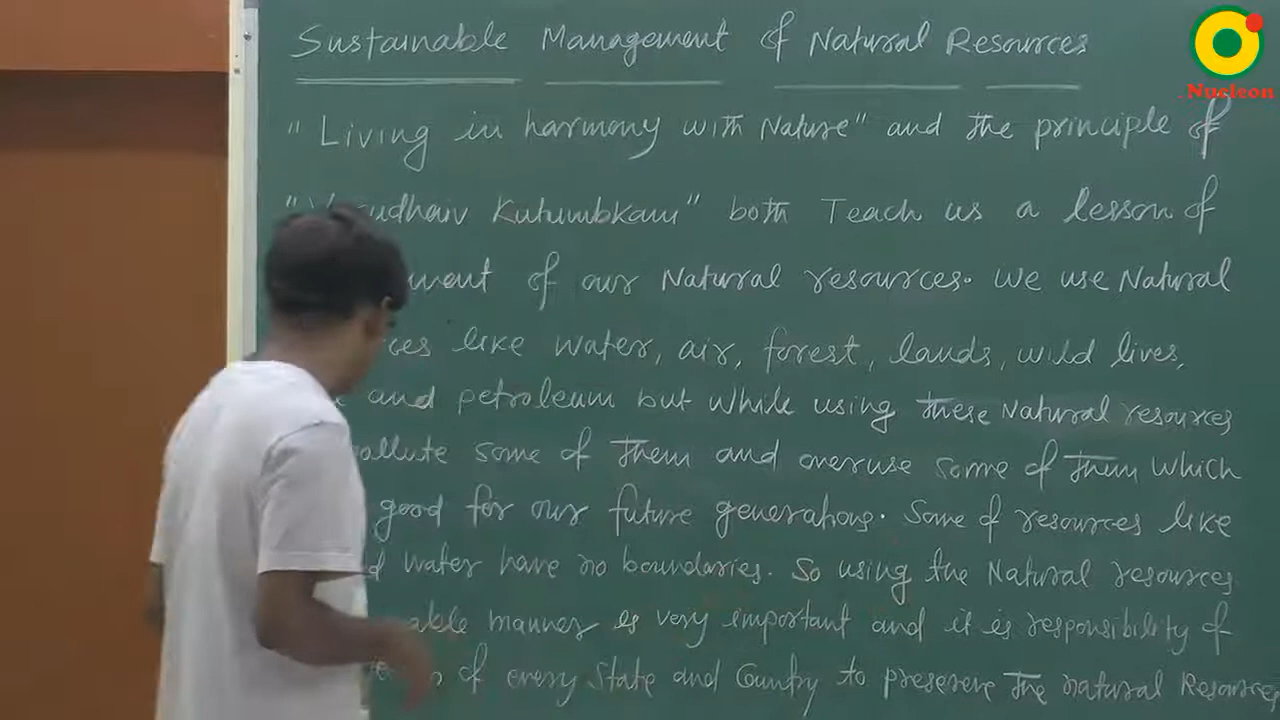 Sustainable Management of Natural Resources
Nucleon
"Living in harmony with Nature" and the principle of
Kutumbkam" both Teach us a lesson of
of our Natural resources. We use Natural
like water, air, forest, lands, wild lives,
and petroleum but while using these Natural resources
some of them and overuse some of them which
good for our future generations. Some of resources like
water have no boundaries. So using the Natural resources
manner is very important and it is responsibility of
of every State and Country to preserve the natural Resources